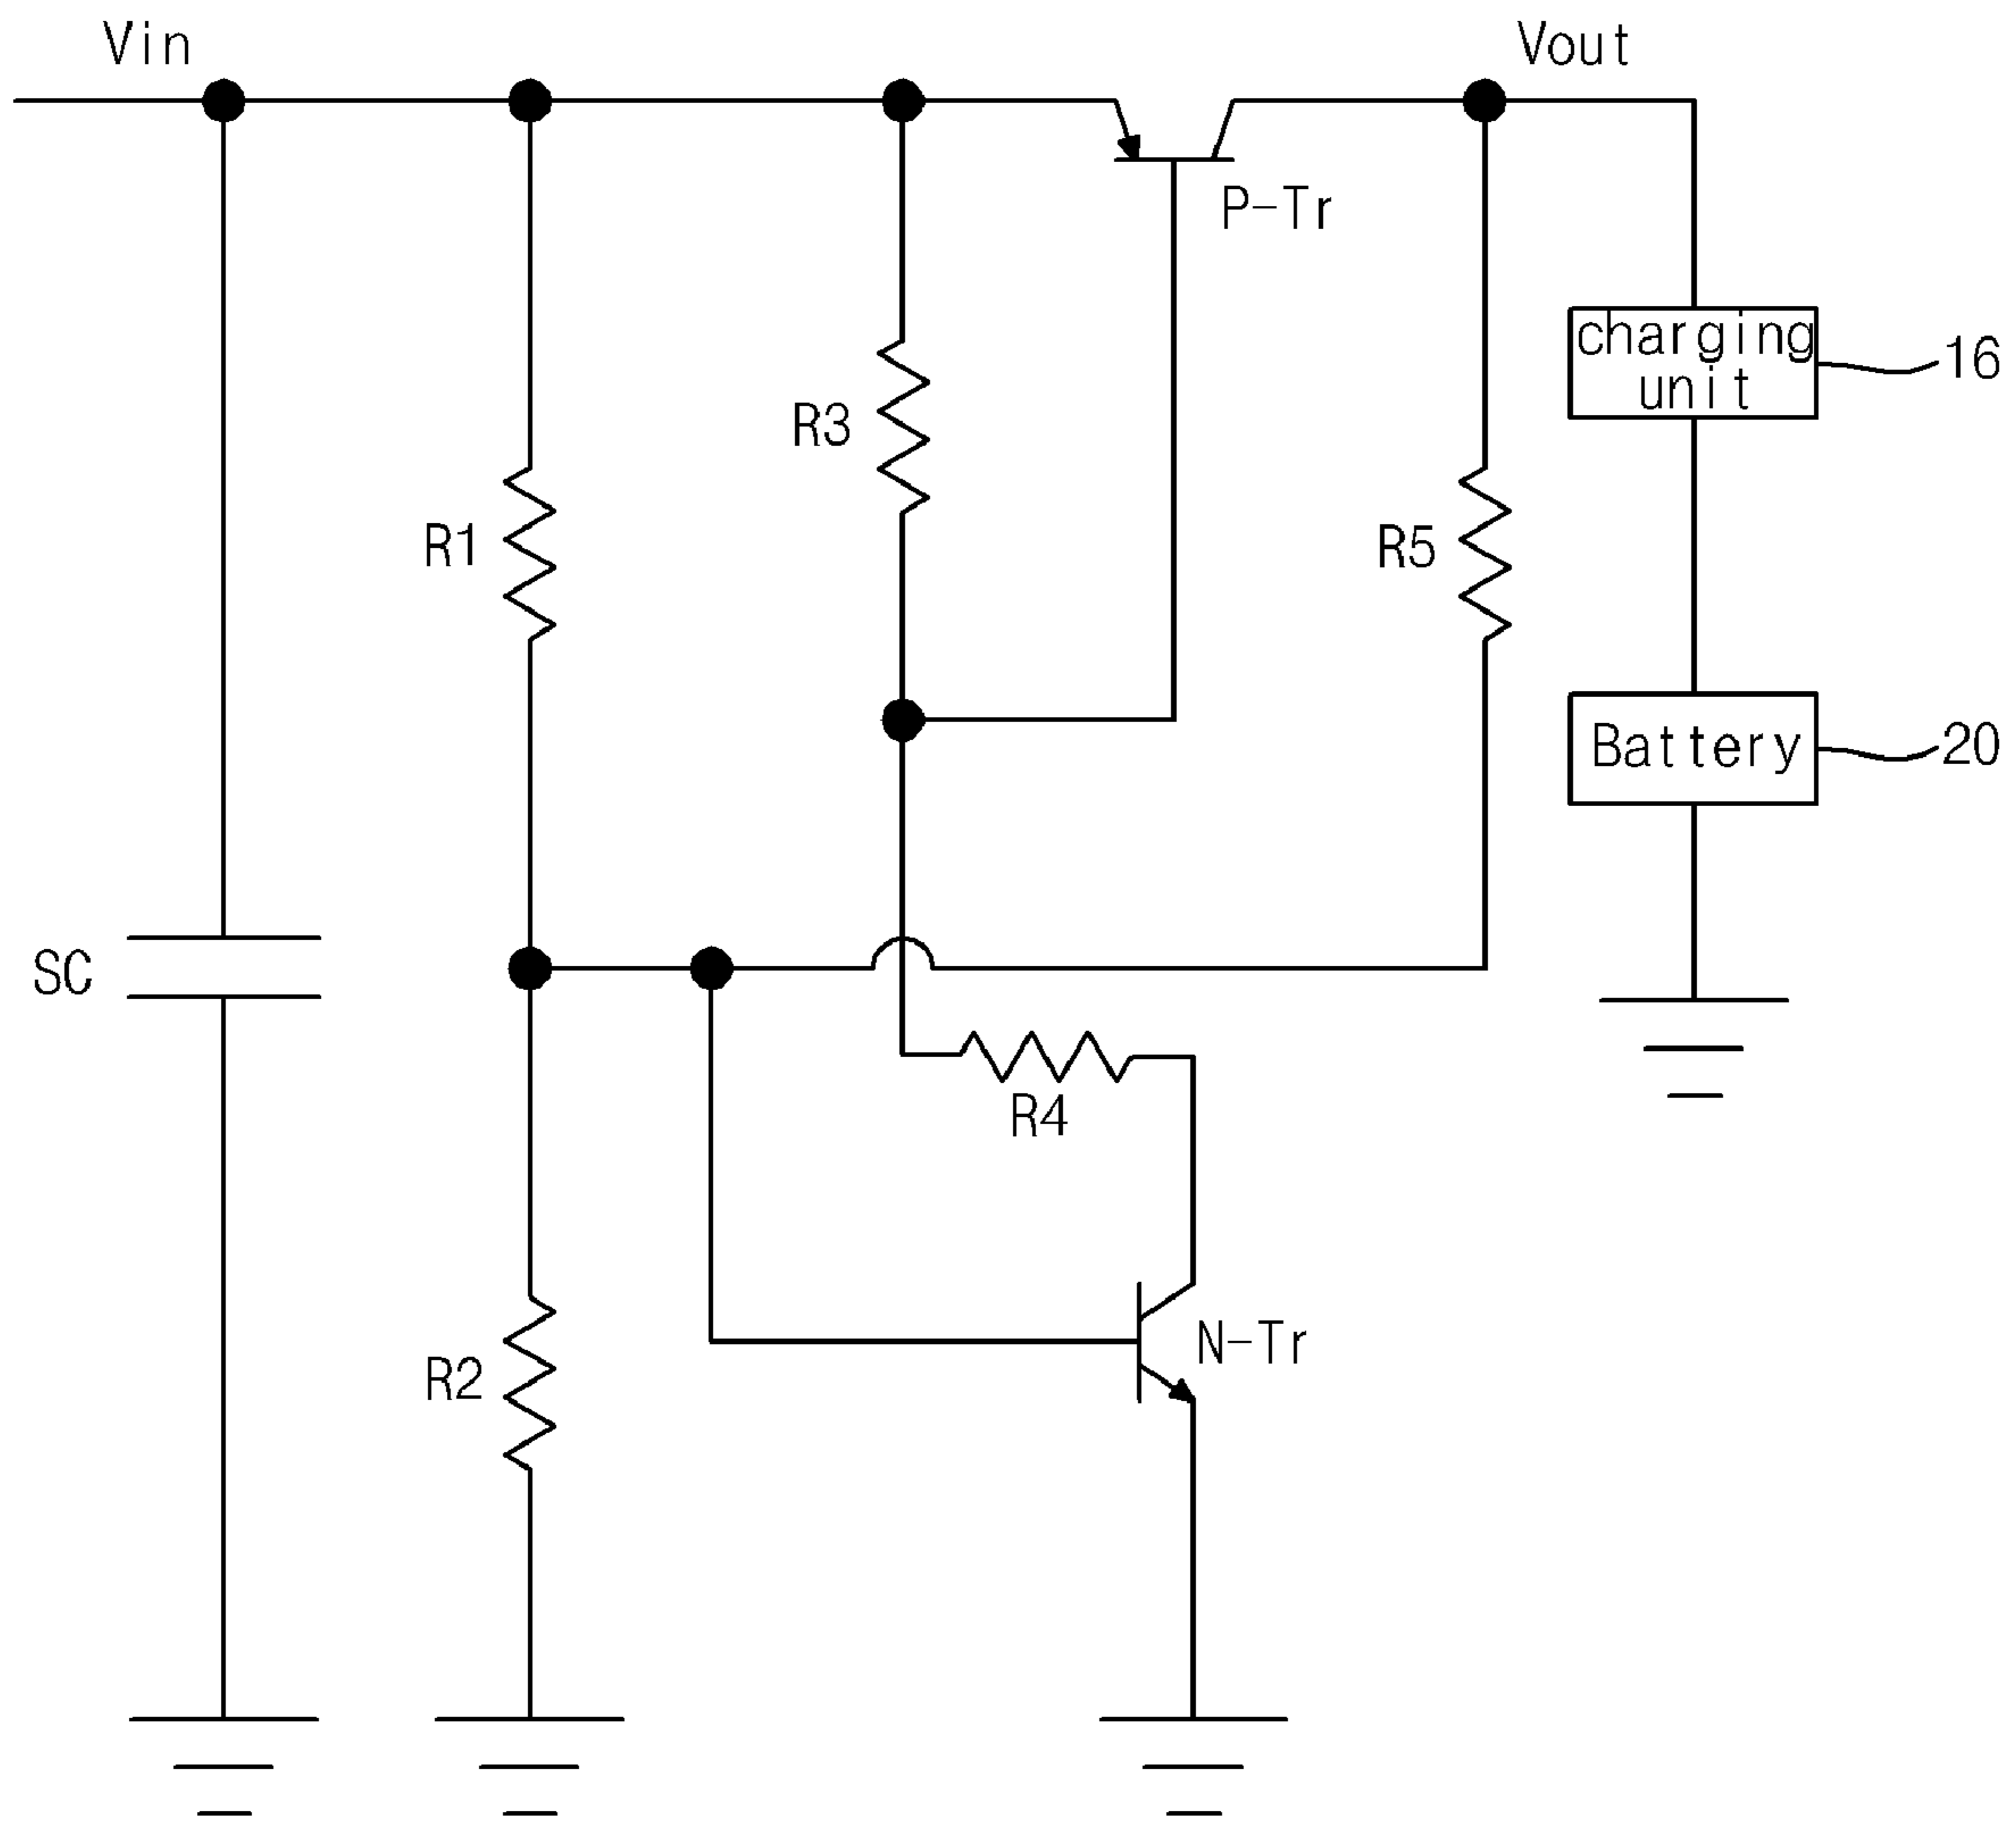 Vin
Vout
P-Tr
charging
unit
16
R3
R1
R5
Battery
20
SC
R4
N-Tr
R2